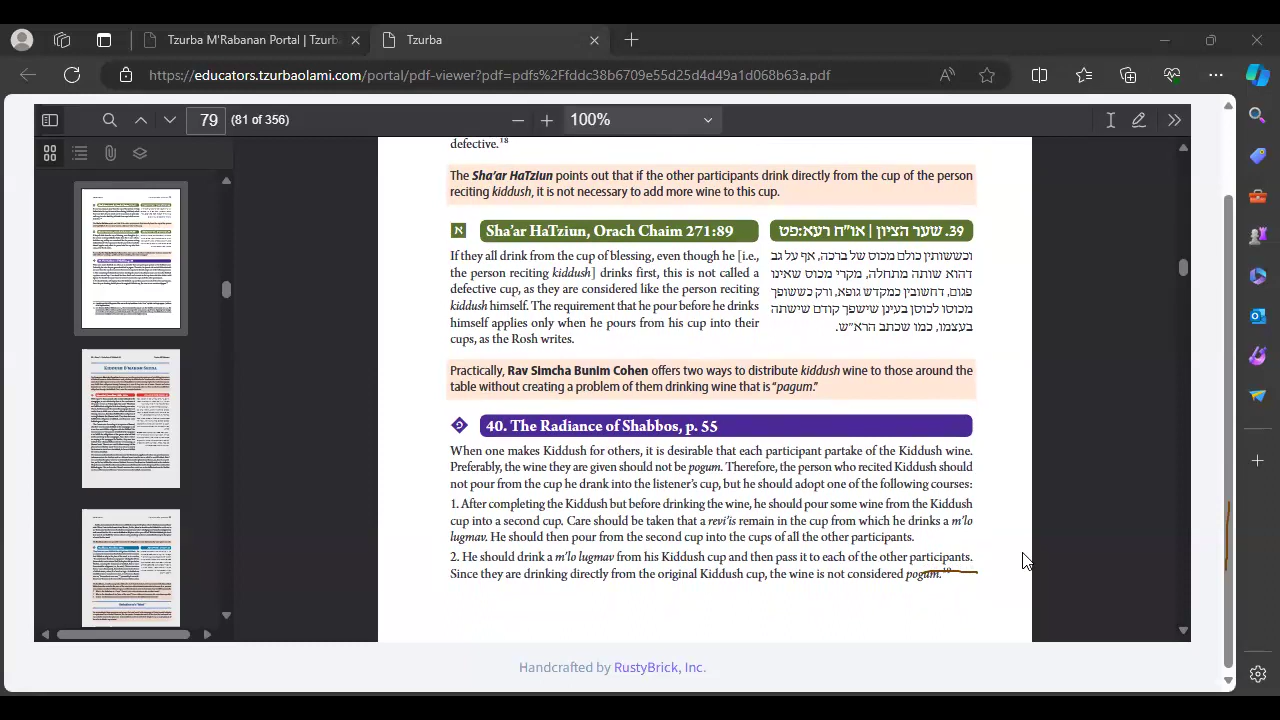 Tzurba M'Rabanan Portal | Tzurb
Tzurba
https://educators.tzurbaolami.com/portal/pdf-viewer?pdf=pdfs%2Ffddc38b6709e55d25d4d49a1d068b63a.pdf
79 (81 of 356)
100%
defective.18
The Sha'ar HaTziun points out that if the other participants drink directly from the cup of the person
reciting kiddush, it is not necessary to add more wine to this cup.
א Sha'ar HaTziun, Orach Chaim 271:89
If they all drink from the cup of blessing, even though he [i.e.,
the person reciting kiddush] drinks first, this is not called a
defective cup, as they are considered like the person reciting
kiddush himself. The requirement that he pour before he drinks
himself applies only when he pours from his cup into their
cups, as the Rosh writes.
39. שער הציון | או״ח רעא:פט
וכששותין כולם מכוס של ברכה, אף על גב
דהוא שותה מתחלה, מקרי מכוס שאינו
פגום, דחשובין כמקדש גופא, ורק כששופך
מכוסו לכוסן בעינן שישפך קודם שישתה
בעצמו, כמו שכתב הרא״ש.
Practically, Rav Simcha Bunim Cohen offers two ways to distribute kiddush wine to those around the
table without creating a problem of them drinking wine that is "pagum."
40. The Radiance of Shabbos, p. 55
When one makes Kiddush for others, it is desirable that each participant partake of the Kiddush wine.
Preferably, the wine they are given should not be pogum. Therefore, the person who recited Kiddush should
not pour from the cup he drank into the listener's cup, but he should adopt one of the following courses:
1. After completing the Kiddush but before drinking the wine, he should pour some wine from the Kiddush
cup into a second cup. Care should be taken that a revi'is remain in the cup from which he drinks a m'lo
lugmav. He should then pour from the second cup into the cups of all the other participants.
2. He should drink m'lo lugmav from his Kiddush cup and then pass it to each of the other participants.
Since they are drinking directly from the original Kiddush cup, the wine is not considered pogum.19
Handcrafted by RustyBrick, Inc.